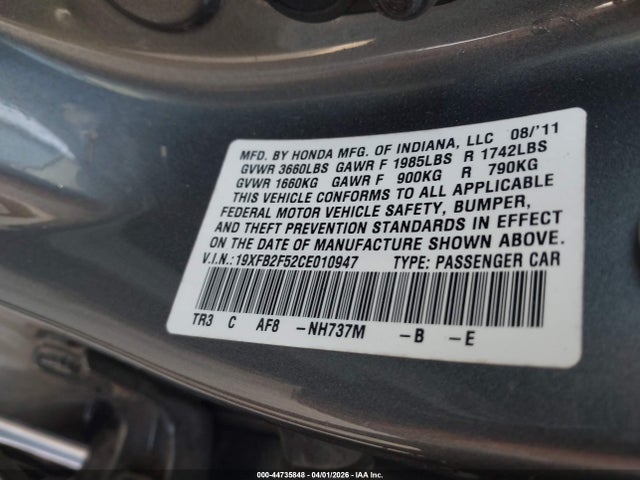 MFD. BY HONDA MFG. OF INDIANA, LLC 08/'11
GVWR 3660LBS GAWR F 1985LBS R 1742LBS
GVWR 1660KG GAWR F 900KG R 790KG
THIS VEHICLE CONFORMS TO ALL APPLICABLE
FEDERAL MOTOR VEHICLE SAFETY, BUMPER,
AND THEFT PREVENTION STANDARDS IN EFFECT
ON THE DATE OF MANUFACTURE SHOWN ABOVE.
V.I.N.:19XFB2F52CE010947 TYPE: PASSENGER CAR
TR3 C AF8 -NH737M -B -E
000-44735848 04/01/2026 - IAA Inc.